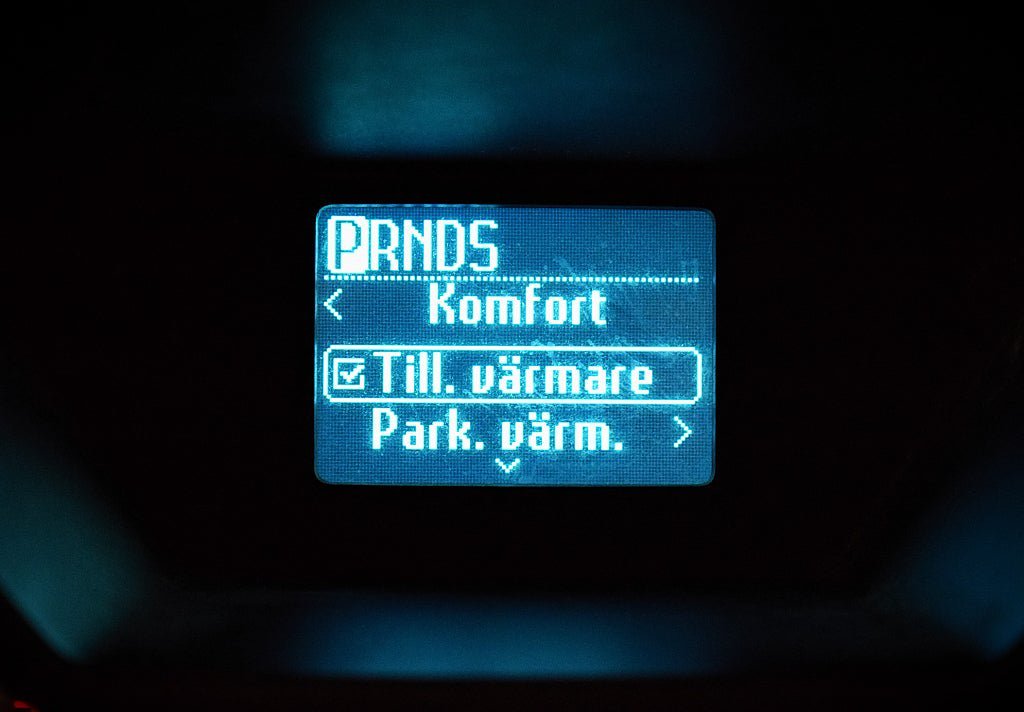 PRNDS
Komfort
Till. värmare
Park. värm.